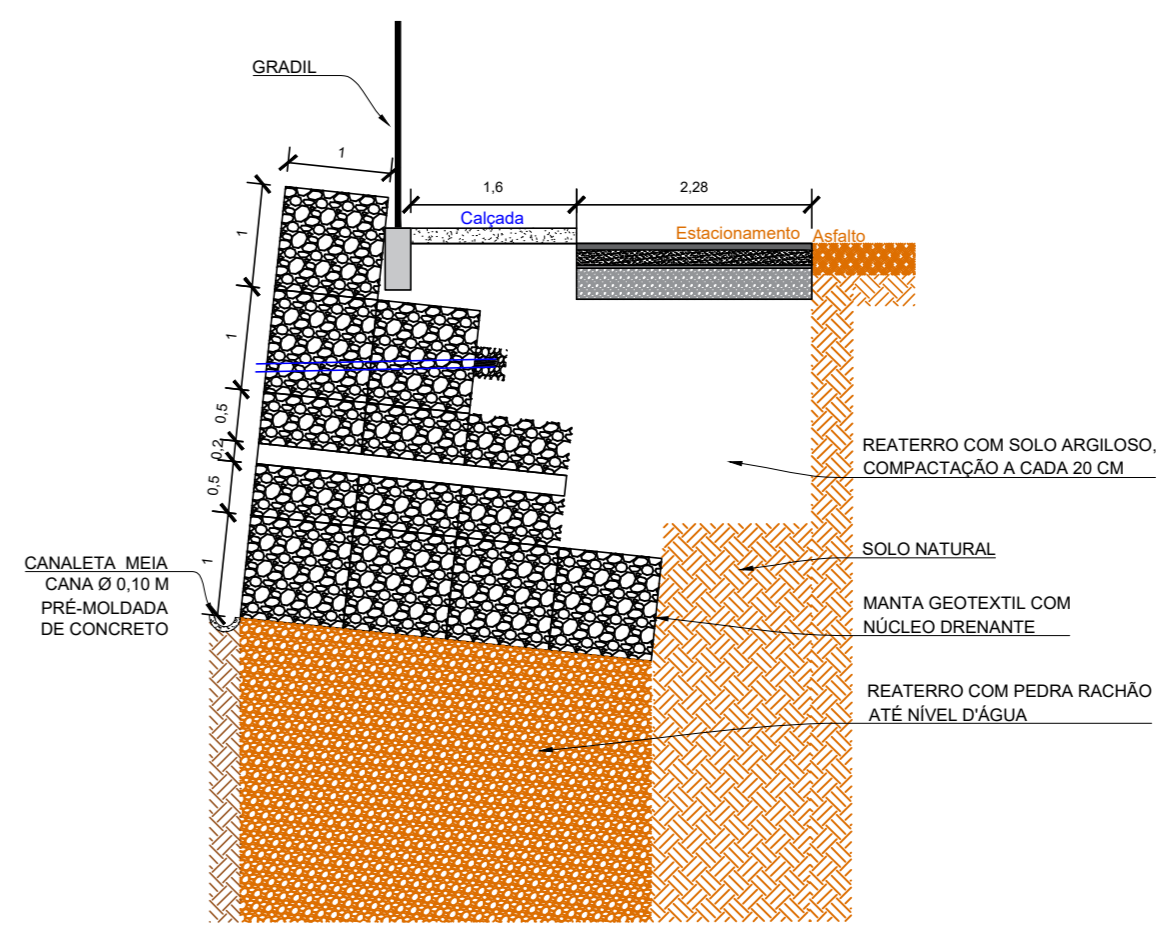 GRADIL
1
1,6
2,28
Calçada
Estacionamento
Asfalto
1
1
0,5
0,2
0,5
1
REATERRO COM SOLO ARGILOSO,
COMPACTAÇÃO A CADA 20 CM
SOLO NATURAL
CANALETA MEIA
CANA Ø 0,10 M
PRÉ-MOLDADA
DE CONCRETO
MANTA GEOTEXTIL COM
NÚCLEO DRENANTE
REATERRO COM PEDRA RACHÃO
ATÉ NÍVEL D'ÁGUA